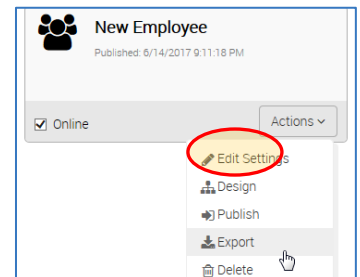 New Employee
Published: 6/14/2017 9:11:18 PM
Online
Actions
Edit Settings
Design
Publish
Export
Delete